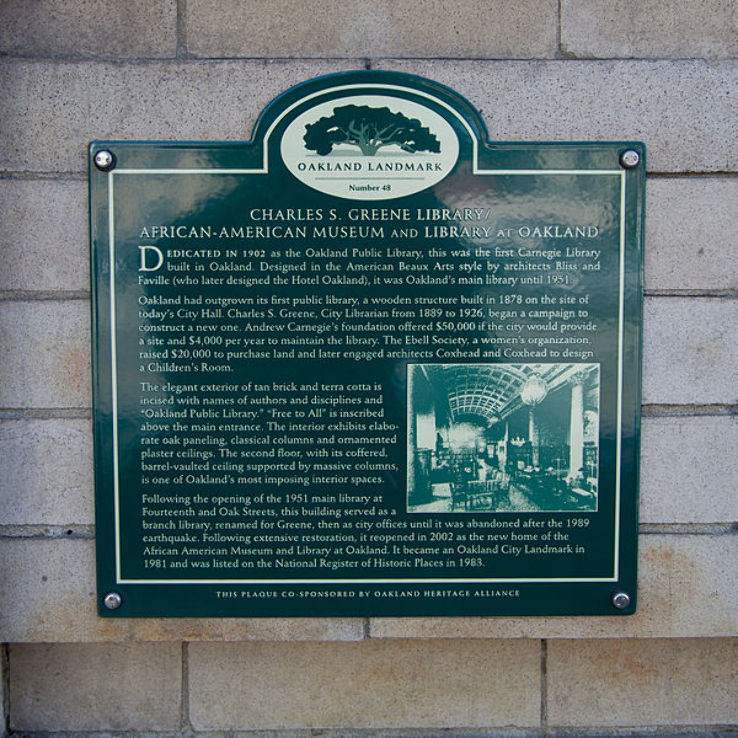 OAKLAND LANDMARK
Number 48
CHARLES S. GREENE LIBRARY/
AFRICAN-AMERICAN MUSEUM AND LIBRARY AT OAKLAND
DEDICATED IN 1902 as the Oakland Public Library, this was the first Carnegie Library
built in Oakland. Designed in the American Beaux Arts style by architects Bliss and
Faville (who later designed the Hotel Oakland), it was Oakland's main library until 1951.
Oakland had outgrown its first public library, a wooden structure built in 1878 on the site of
today's City Hall. Charles S. Greene, City Librarian from 1889 to 1926, began a campaign to
construct a new one. Andrew Carnegie's foundation offered $50,000 if the city would provide
a site and $4,000 per year to maintain the library. The Ebell Society, a women's organization,
raised $20,000 to purchase land and later engaged architects Coxhead and Coxhead to design
a Children's Room.
The elegant exterior of tan brick and terra cotta is
incised with names of authors and disciplines and
"Oakland Public Library." "Free to All" is inscribed
above the main entrance. The interior exhibits elabo-
rate oak paneling, classical columns and ornamented
plaster ceilings. The second floor, with its coffered,
barrel-vaulted ceiling supported by massive columns,
is one of Oakland's most imposing interior spaces.
Following the opening of the 1951 main library at
Fourteenth and Oak Streets, this building served as a
branch library, renamed for Greene, then as city offices until it was abandoned after the 1989
earthquake. Following extensive restoration, it reopened in 2002 as the new home of the
African American Museum and Library at Oakland. It became an Oakland City Landmark in
1981 and was listed on the National Register of Historic Places in 1983.
THIS PLAQUE CO-SPONSORED BY OAKLAND HERITAGE ALLIANCE